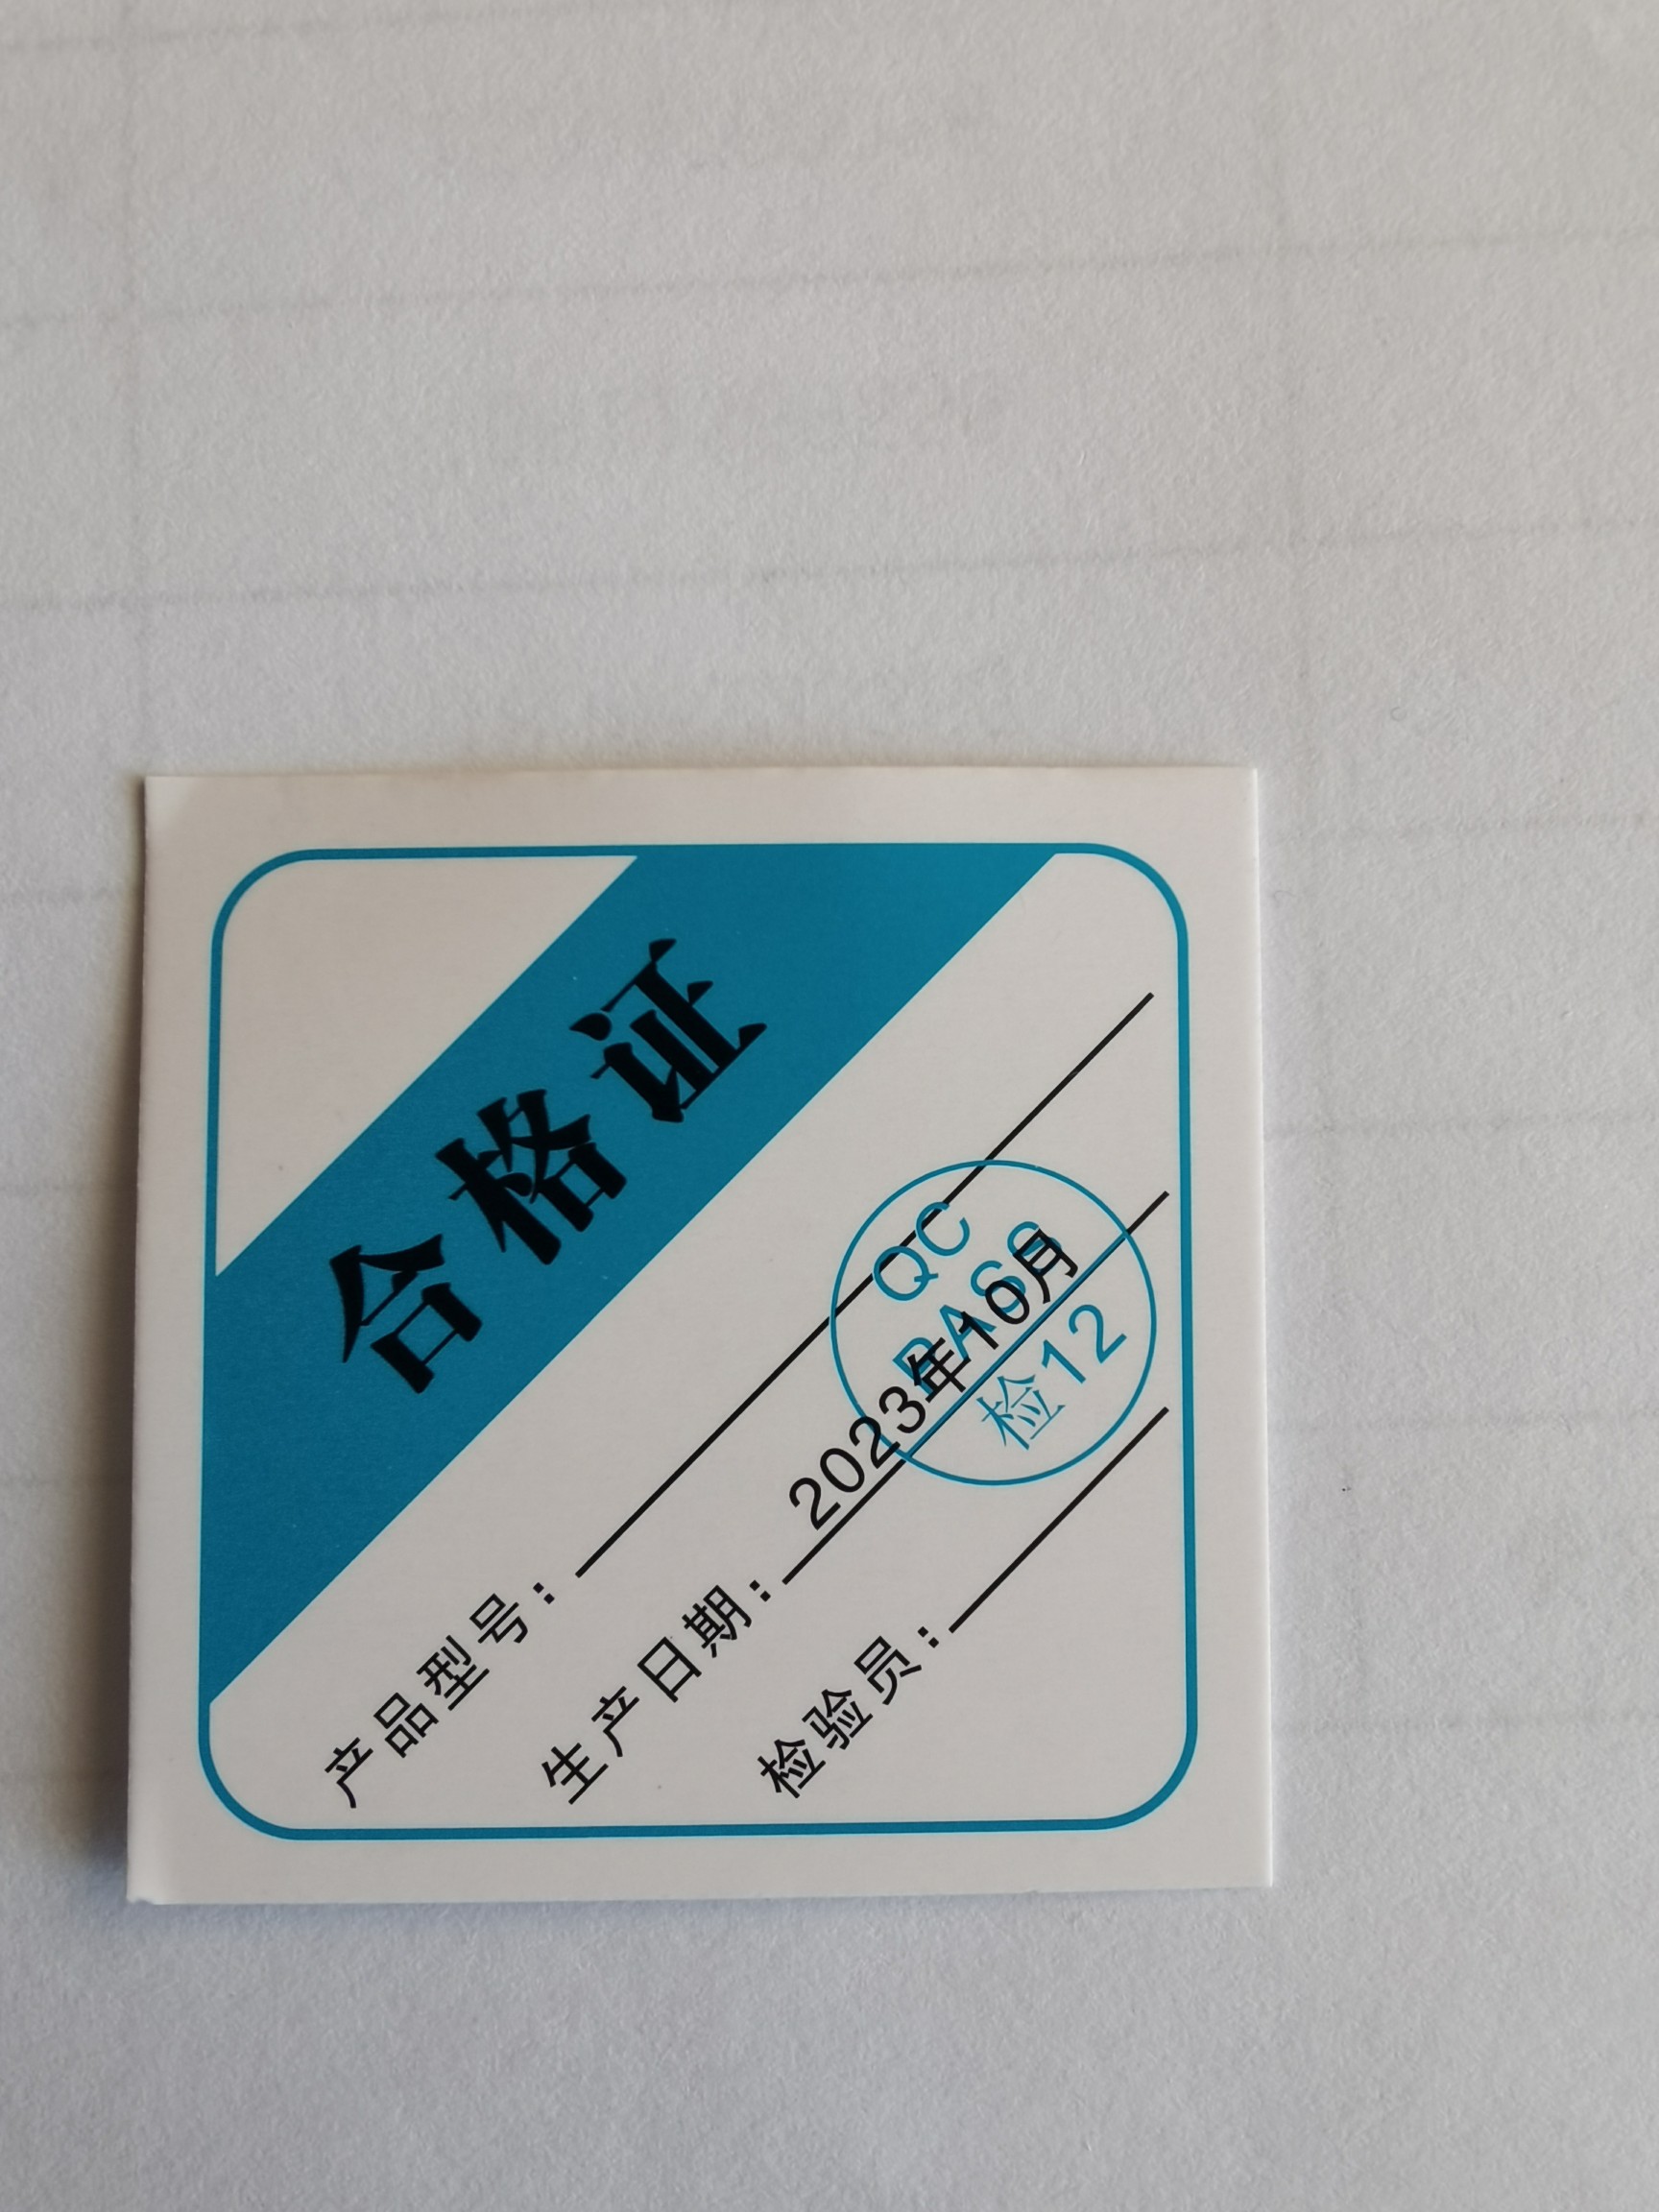 合格证
产品型号:
生产日期:2023年10月
检验员:
QC
PASS
检12